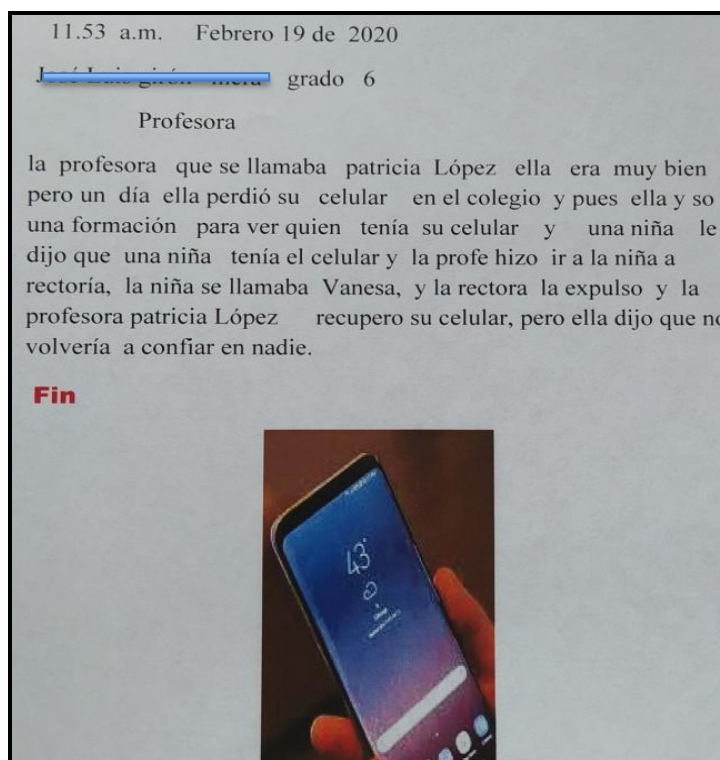 11.53 a.m. Febrero 19 de 2020
grado 6
Profesora
la profesora que se llamaba patricia López ella era muy bien
pero un día ella perdió su celular en el colegio y pues ella y so
una formación para ver quien tenía su celular y una niña le
dijo que una niña tenía el celular y la profe hizo ir a la niña a
rectoría, la niña se llamaba Vanesa, y la rectora la expulso y la
profesora patricia López recupero su celular, pero ella dijo que no
volvería a confiar en nadie.
Fin
43°